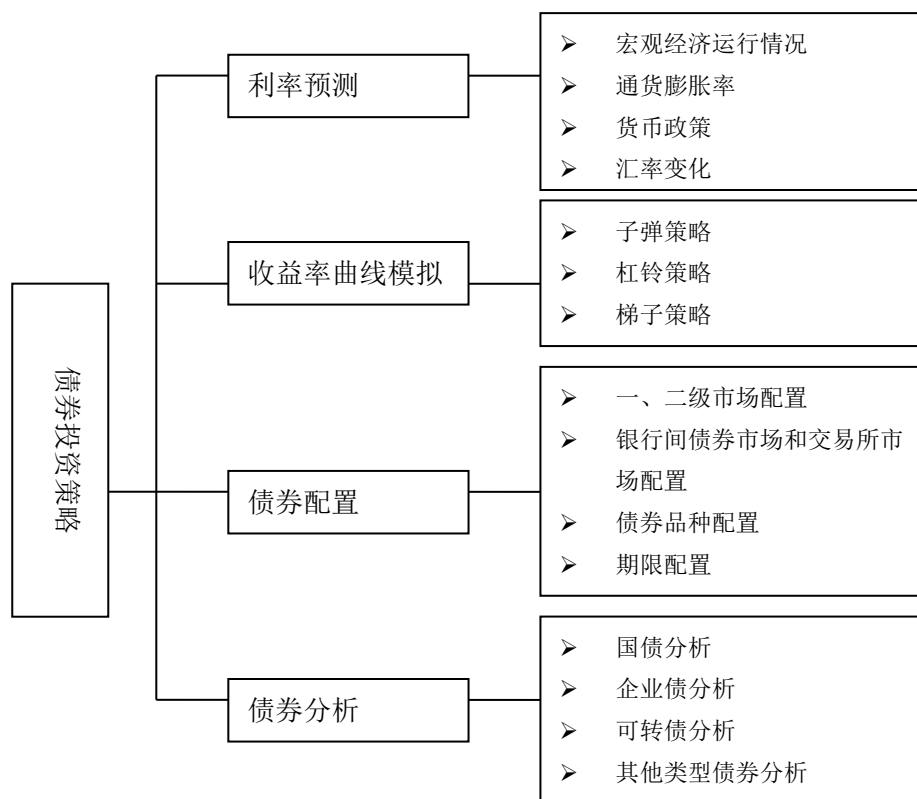 债券投资策略
利率预测
➢ 宏观经济运行情况
➢ 通货膨胀率
➢ 货币政策
➢ 汇率变化
收益率曲线模拟
➢ 子弹策略
➢ 杠铃策略
➢ 梯子策略
债券配置
➢ 一、二级市场配置
➢ 银行间债券市场和交易所市
场配置
➢ 债券品种配置
➢ 期限配置
债券分析
➢ 国债分析
➢ 企业债分析
➢ 可转债分析
➢ 其他类型债券分析